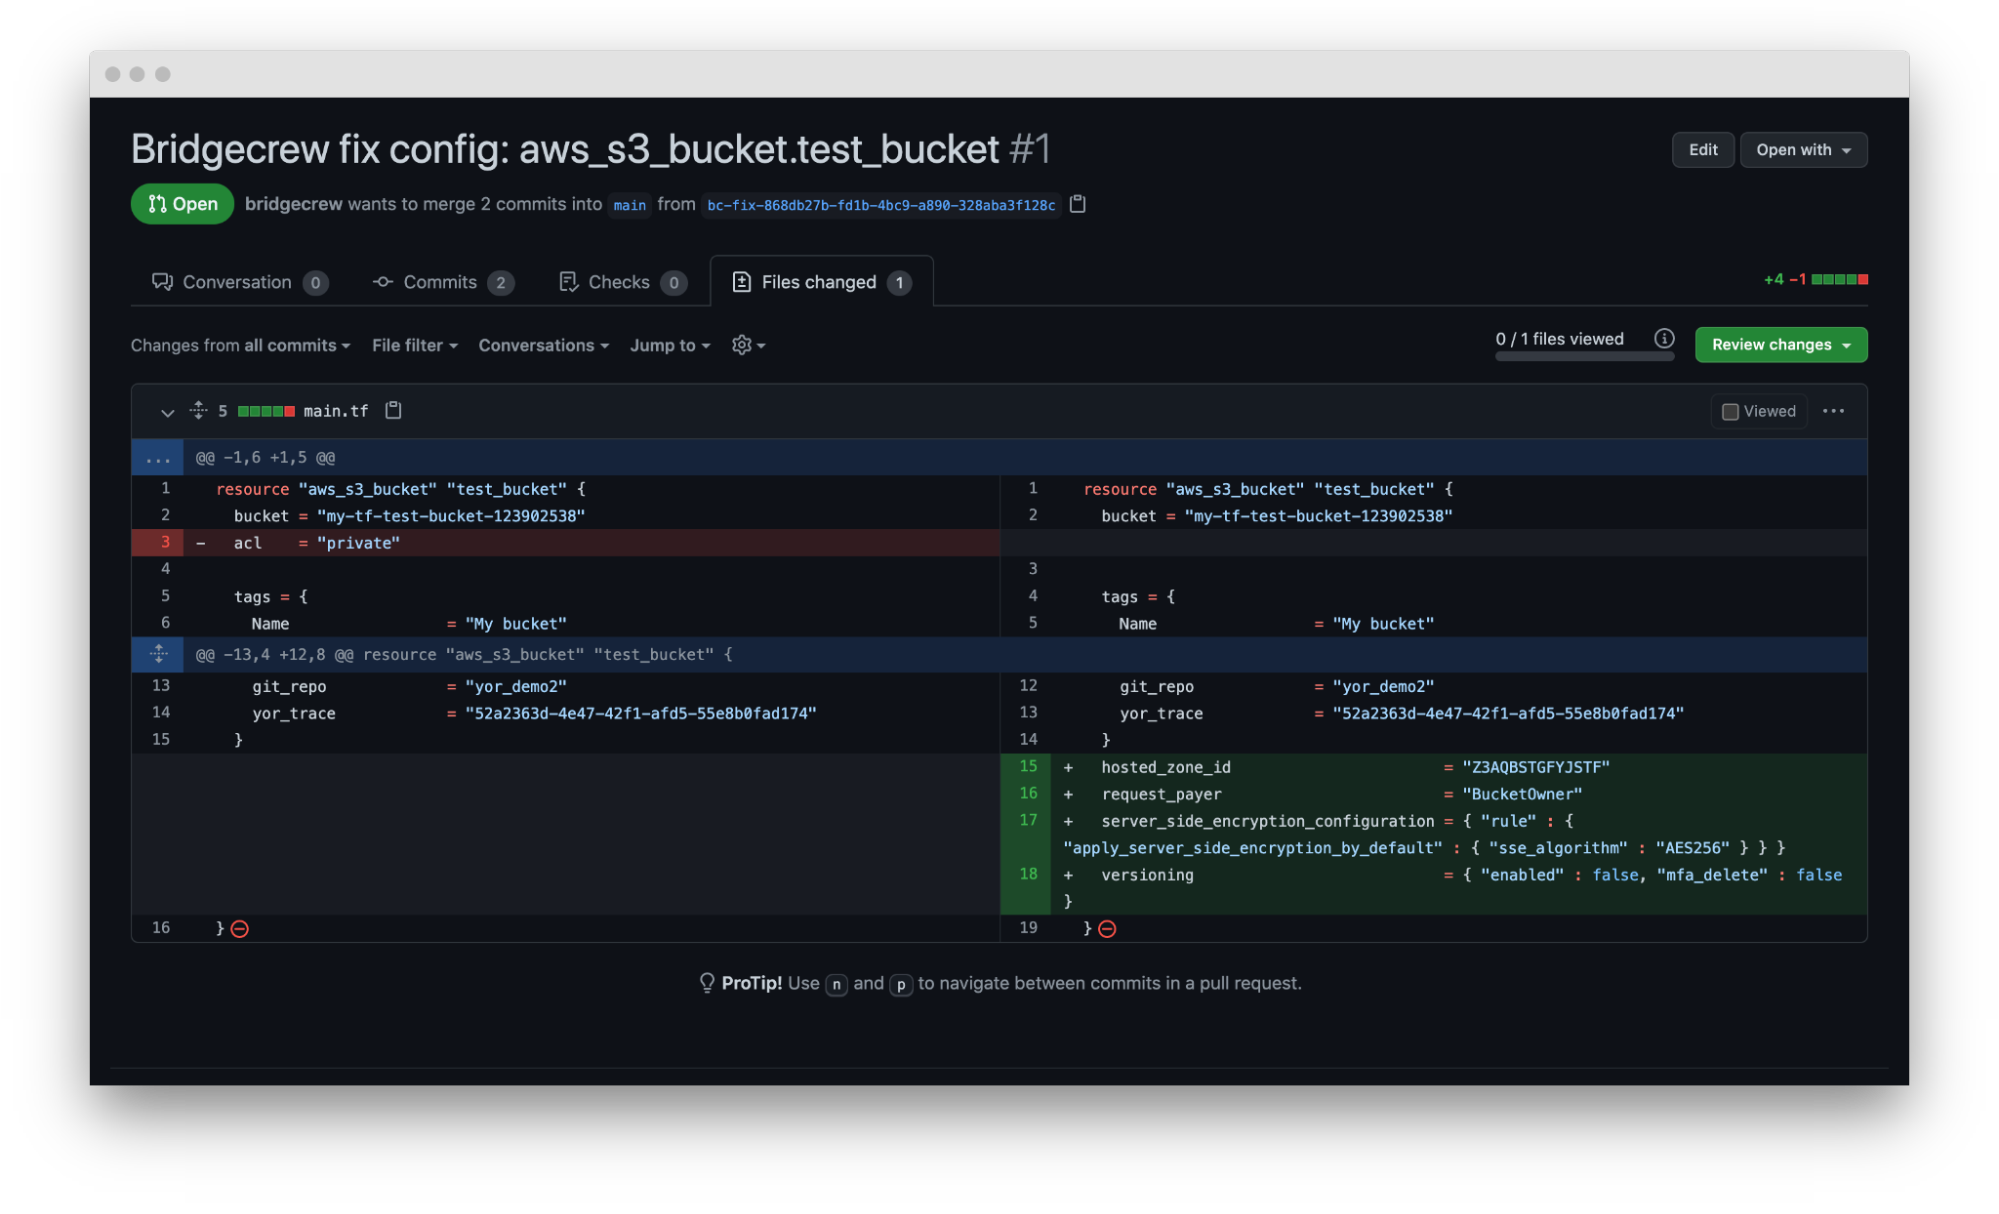 Bridgecrew fix config: aws_s3_bucket.test_bucket #1
Edit
Open with
Open
bridgecrew wants to merge 2 commits into main from bc-fix-868db27b-fd1b-4bc9-a890-328aba3f128c
Conversation 0
Commits 2
Checks 0
Files changed 1
+4 −1
Changes from all commits
File filter
Conversations
Jump to
0 / 1 files viewed
Review changes
5 main.tf
Viewed
...
... @@ -1,6 +1,5 @@
1 resource "aws_s3_bucket" "test_bucket" {
2 bucket = "my-tf-test-bucket-123902538"
3 - acl    = "private"
4
5 tags = {
6 Name = "My bucket"
1 resource "aws_s3_bucket" "test_bucket" {
2 bucket = "my-tf-test-bucket-123902538"
3
4 tags = {
5 Name = "My bucket"
@@ -13,4 +12,8 @@ resource "aws_s3_bucket" "test_bucket" {
13 git_repo = "yor_demo2"
14 yor_trace = "52a2363d-4e47-42f1-afd5-55e8b0fad174"
15 }
16 }
12 git_repo = "yor_demo2"
13 yor_trace = "52a2363d-4e47-42f1-afd5-55e8b0fad174"
14 }
15 + hosted_zone_id = "Z3AQBSTGFYJSTF"
16 + request_payer = "BucketOwner"
17 + server_side_encryption_configuration = { "rule" : {
"apply_server_side_encryption_by_default" : { "sse_algorithm" : "AES256" } } }
18 + versioning = { "enabled" : false, "mfa_delete" : false
}
19 }
ProTip! Use n and p to navigate between commits in a pull request.